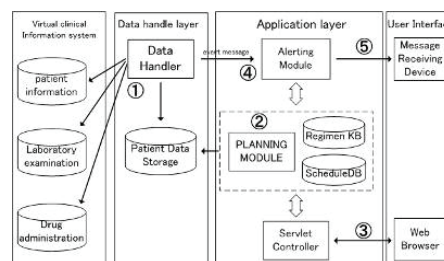 Virtual clinical
Information system
Data handle layer
Application layer
User Interface
patient
information
Laboratory
examination
Drug
administration
Data
Handler
①
Patient Data
Storage
event message
④
Alerting
Module
⑤
Message
Receiving
Device
②
PLANNING
MODULE
Regimen KB
ScheduleDB
Servlet
Controller
③
Web
Browser